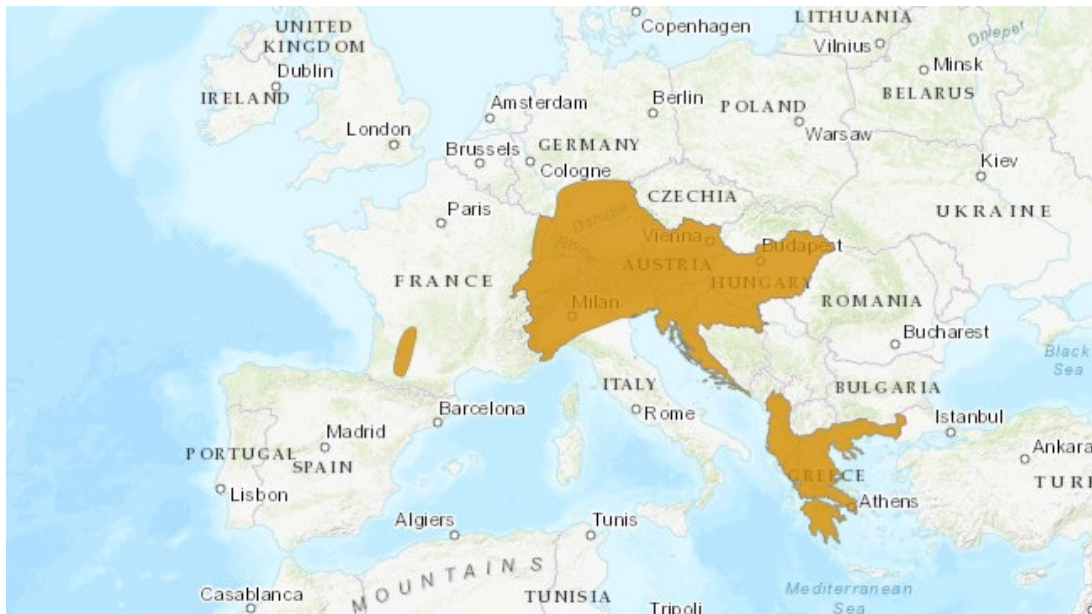 UNITED
KINGDOM
Copenhagen
LITHUANIA
Vilnius
Dnieper
Minsk
Dublin
IRELAND
BELARUS
Amsterdam
Berlin
POLAND
London
Warsaw
Brussels
GERMANY
Cologne
Kiev
CZECHIA
Paris
UKRAINE
Danube
Vienna
Budapest
Rhine
AUSTRIA
FRANCE
HUNGARY
Milan
ROMANIA
Bucharest
Black
Sea
ITALY
BULGARIA
Barcelona
Rome
Istanbul
Madrid
PORTUGAL
SPAIN
Ankara
GREECE
TURK
Lisbon
Athens
Algiers
Tunis
MOUNTAINS
Mediterranean
Sea
Casablanca
TUNISIA
Tripoli